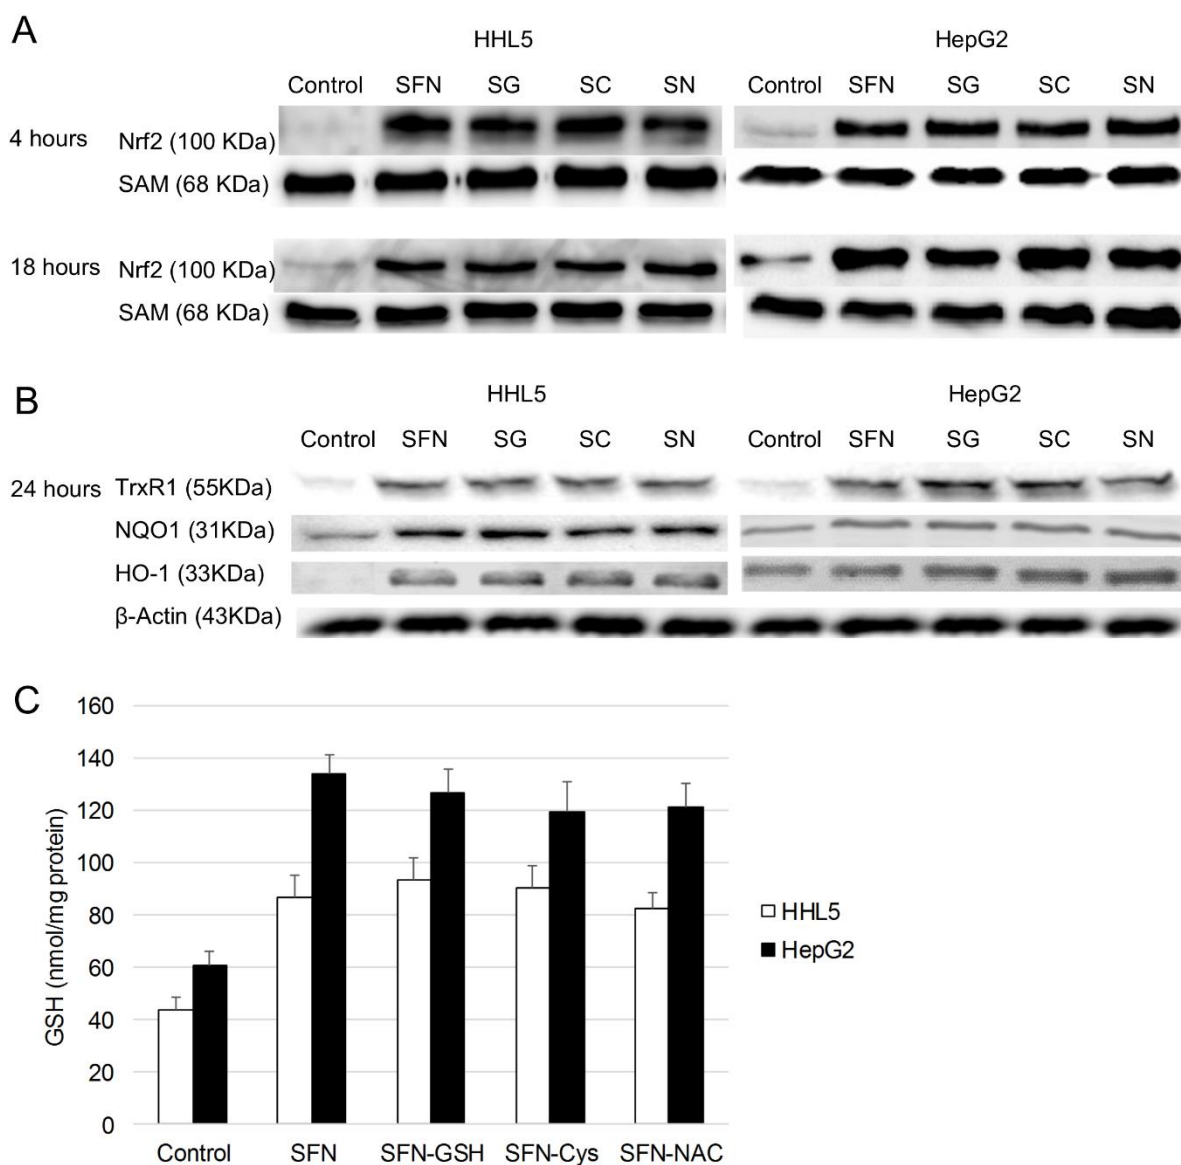 A
HHL5 HepG2
Control SFN SG SC SN Control SFN SG SC SN
4 hours Nrf2 (100 KDa)
SAM (68 KDa)
18 hours Nrf2 (100 KDa)
SAM (68 KDa)
B
HHL5 HepG2
Control SFN SG SC SN Control SFN SG SC SN
24 hours TrxR1 (55KDa)
NQO1 (31KDa)
HO-1 (33KDa)
β-Actin (43KDa)
C
GSH (nmol/mg protein)
160
140
120
100
80
60
40
20
0
Control SFN SFN-GSH SFN-Cys SFN-NAC
HHL5
HepG2